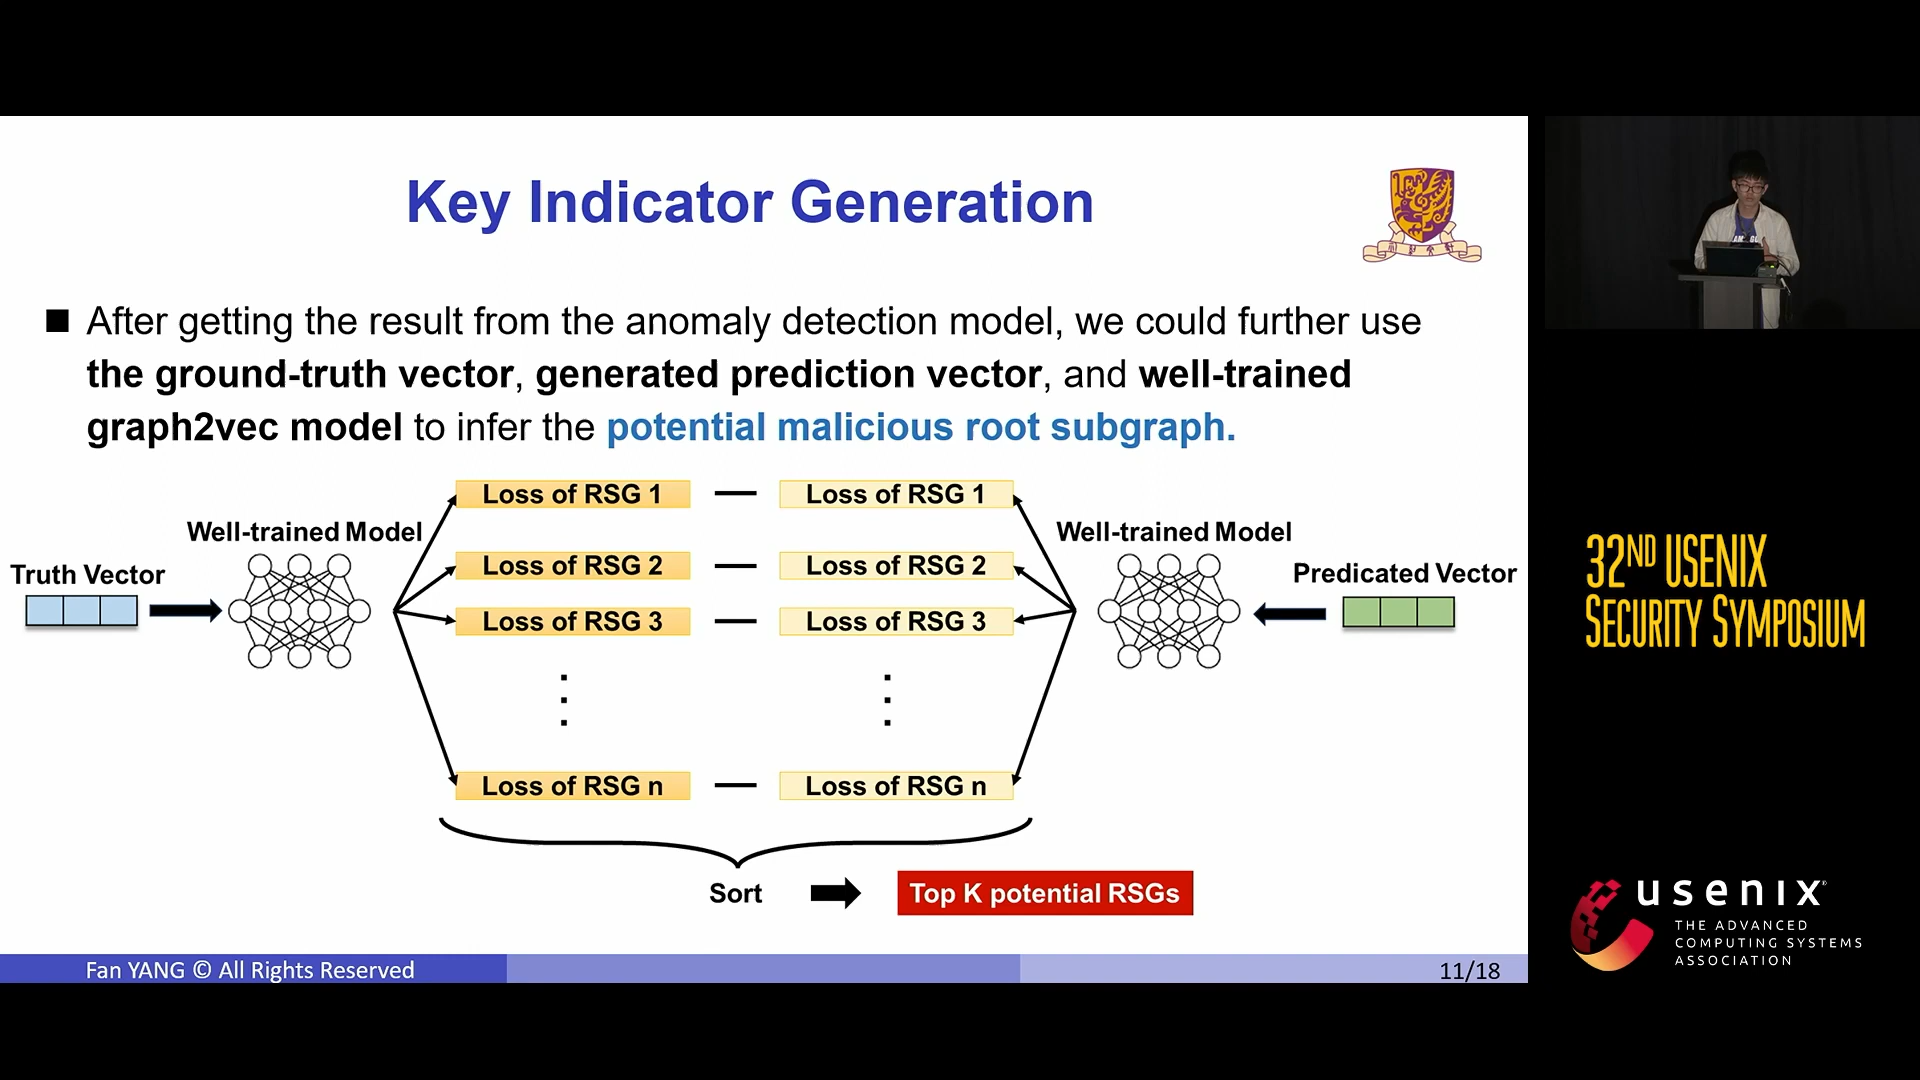 Key Indicator Generation
After getting the result from the anomaly detection model, we could further use
the ground-truth vector, generated prediction vector, and well-trained
graph2vec model to infer the potential malicious root subgraph.
Truth Vector
Well-trained Model
Loss of RSG 1 — Loss of RSG 1
Loss of RSG 2 — Loss of RSG 2
Loss of RSG 3 — Loss of RSG 3
Loss of RSG n — Loss of RSG n
Well-trained Model
Predicated Vector
Sort
Top K potential RSGs
Fan YANG © All Rights Reserved
11/18
32ND USENIX
SECURITY SYMPOSIUM
usenix®
THE ADVANCED
COMPUTING SYSTEMS
ASSOCIATION